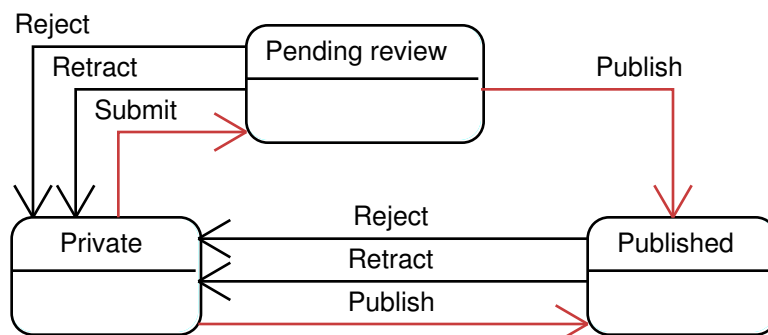 Reject
Pending review
Retract
Publish
Submit
Reject
Private
Published
Retract
Publish